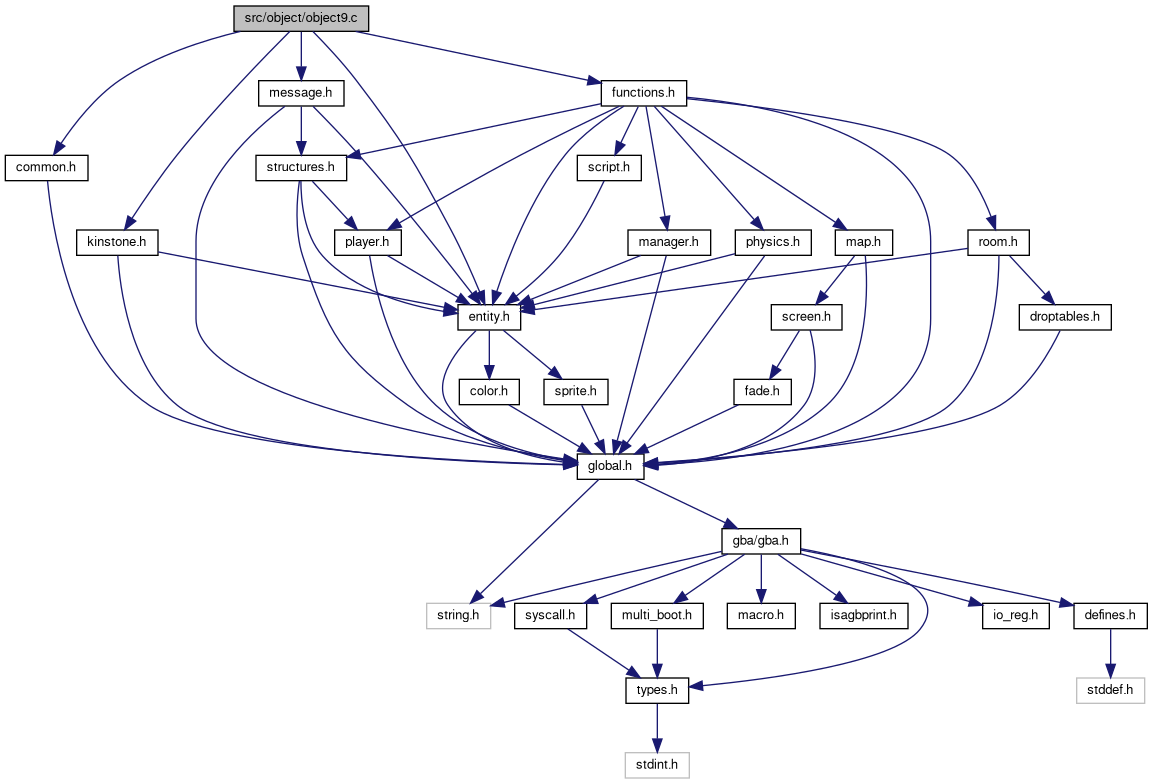 src/object/object9.c
message.h
functions.h
common.h
structures.h
script.h
kinstone.h
player.h
manager.h
physics.h
map.h
room.h
entity.h
screen.h
droptables.h
color.h
sprite.h
fade.h
global.h
gba/gba.h
string.h
syscall.h
multi_boot.h
macro.h
isagbprint.h
io_reg.h
defines.h
types.h
stddef.h
stdint.h